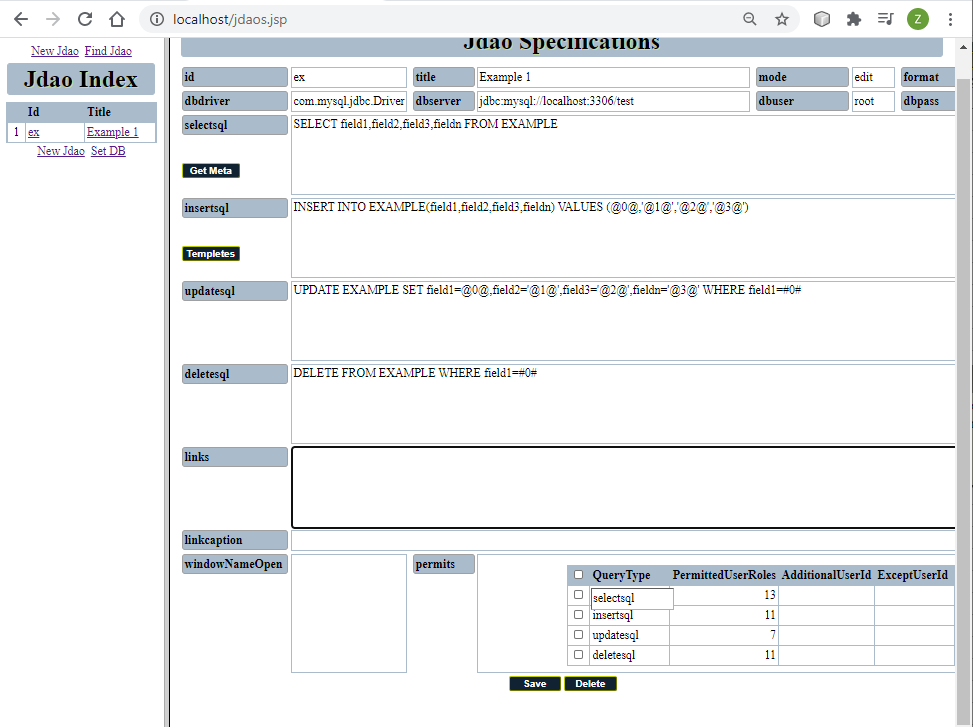 localhost/jdaos.jsp
Z
New Jdao Find Jdao
Jdao Index
Id Title
1 ex Example 1
New Jdao Set DB
Jdao Specifications
id ex title Example 1 mode edit format
dbdriver com.mysql.jdbc.Driver dbserver jdbc:mysql://localhost:3306/test dbuser root dbpass
selectsql SELECT field1,field2,field3,fieldn FROM EXAMPLE
Get Meta
insertsql INSERT INTO EXAMPLE(field1,field2,field3,fieldn) VALUES (@0@,'@1@','@2@','@3@')
Templetes
updatesql UPDATE EXAMPLE SET field1=@0@,field2='@1@',field3='@2@',fieldn='@3@' WHERE field1=#0#
deletesql DELETE FROM EXAMPLE WHERE field1=#0#
links
linkcaption
windowNameOpen permits
QueryType PermittedUserRoles AdditionalUserId ExceptUserId
selectsql 13
insertsql 11
updatesql 7
deletesql 11
Save Delete